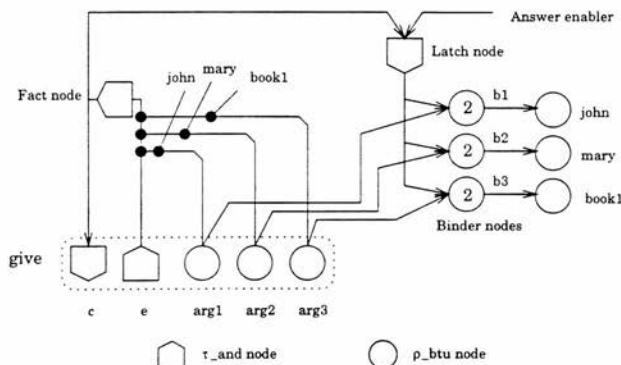 Answer enabler
Latch node
mary
john
book1
Fact node
b1
2
john
b2
2
mary
b3
2
book1
Binder nodes
give
c
e
arg1
arg2
arg3
τ_and node
ρ_btu node